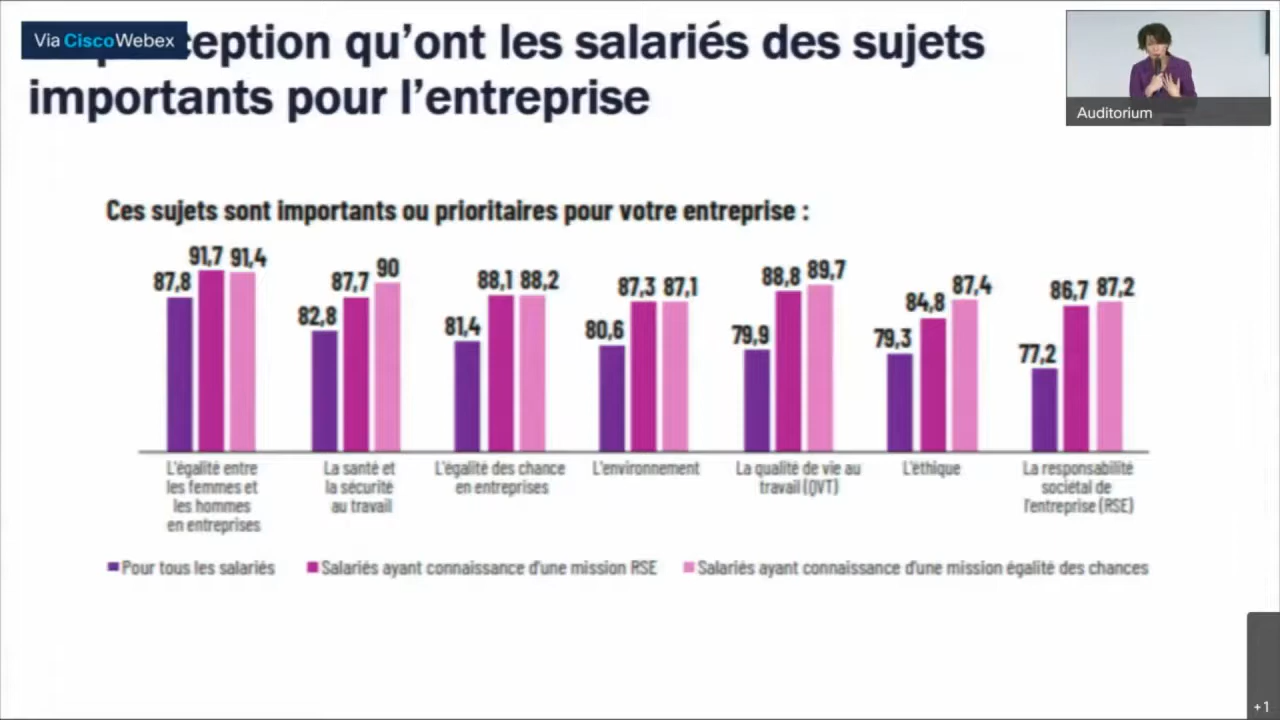 Via CiscoWebex
ception qu'ont les salariés des sujets
importants pour l'entreprise
Auditorium
Ces sujets sont importants ou prioritaires pour votre entreprise :
87,8 91,7 91,4
82,8 87,7 90
81,4 88,1 88,2
80,6 87,3 87,1
79,9 88,8 89,7
79,3 84,8 87,4
77,2 86,7 87,2
L'égalité entre
les femmes et
les hommes
en entreprises
La santé et
la sécurité
au travail
L'égalité des chance
en entreprises
L'environnement
La qualité de vie au
travail (QVT)
L'éthique
La responsabilité
sociétal de
l'entreprise (RSE)
Pour tous les salariés
Salariés ayant connaissance d'une mission RSE
Salariés ayant connaissance d'une mission égalité des chances
+1